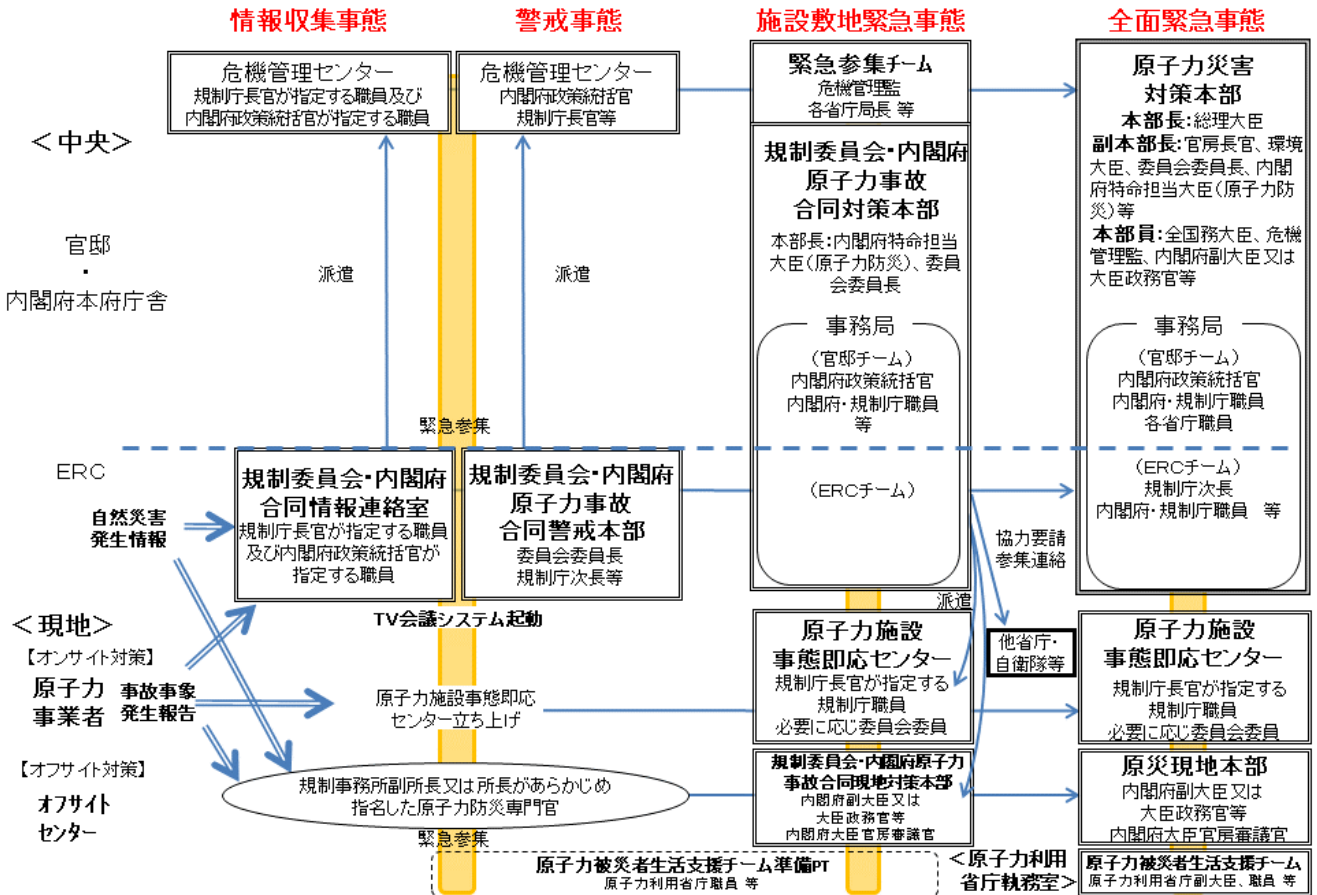 情報収集事態
警戒事態
施設敷地緊急事態
全面緊急事態
＜中央＞
官邸
・
内閣府本府庁舎
危機管理センター
規制庁長官が指定する職員及び
内閣府政策統括官が指定する職員
危機管理センター
内閣府政策統括官
規制庁長官等
緊急参集チーム
危機管理監
各省庁局長 等
規制委員会・内閣府
原子力事故
合同対策本部
本部長：内閣府特命担当
大臣（原子力防災）、委員
会委員長
事務局
（官邸チーム）
内閣府政策統括官
内閣府・規制庁職員
等
（ERCチーム）
原子力災害
対策本部
本部長：総理大臣
副本部長：官房長官、環境
大臣、委員会委員長、内閣
府特命担当大臣（原子力防
災）等
本部員：全国務大臣、危機
管理監、内閣府副大臣又は
大臣政務官等
事務局
（官邸チーム）
内閣府政策統括官
内閣府・規制庁職員
各省庁職員
（ERCチーム）
規制庁次長
内閣府・規制庁職員 等
派遣
派遣
緊急参集
ERC
自然災害
発生情報
規制委員会・内閣府
合同情報連絡室
規制庁長官が指定する職員
及び内閣府政策統括官が
指定する職員
規制委員会・内閣府
原子力事故
合同警戒本部
委員会委員長
規制庁次長等
協力要請
参集連絡
派遣
他省庁・
自衛隊等
TV会議システム起動
＜現地＞
【オンサイト対策】
原子力
事業者
事故事象
発生報告
原子力施設事態即応
センター立ち上げ
原子力施設
事態即応センター
規制庁長官が指定する
規制庁職員
必要に応じ委員会委員
原子力施設
事態即応センター
規制庁長官が指定する
規制庁職員
必要に応じ委員会委員
【オフサイト対策】
オフサイト
センター
規制事務所副所長又は所長があらかじめ
指名した原子力防災専門官
緊急参集
規制委員会・内閣府原子力
事故合同現地対策本部
内閣府副大臣又は
大臣政務官等
内閣府大臣官房審議官
原災現地本部
内閣府副大臣又は
大臣政務官等
内閣府大臣官房審議官
原子力被災者生活支援チーム準備PT
原子力利用省庁職員 等
＜原子力利用
省庁執務室＞
原子力被災者生活支援チーム
原子力利用省庁副大臣、職員 等